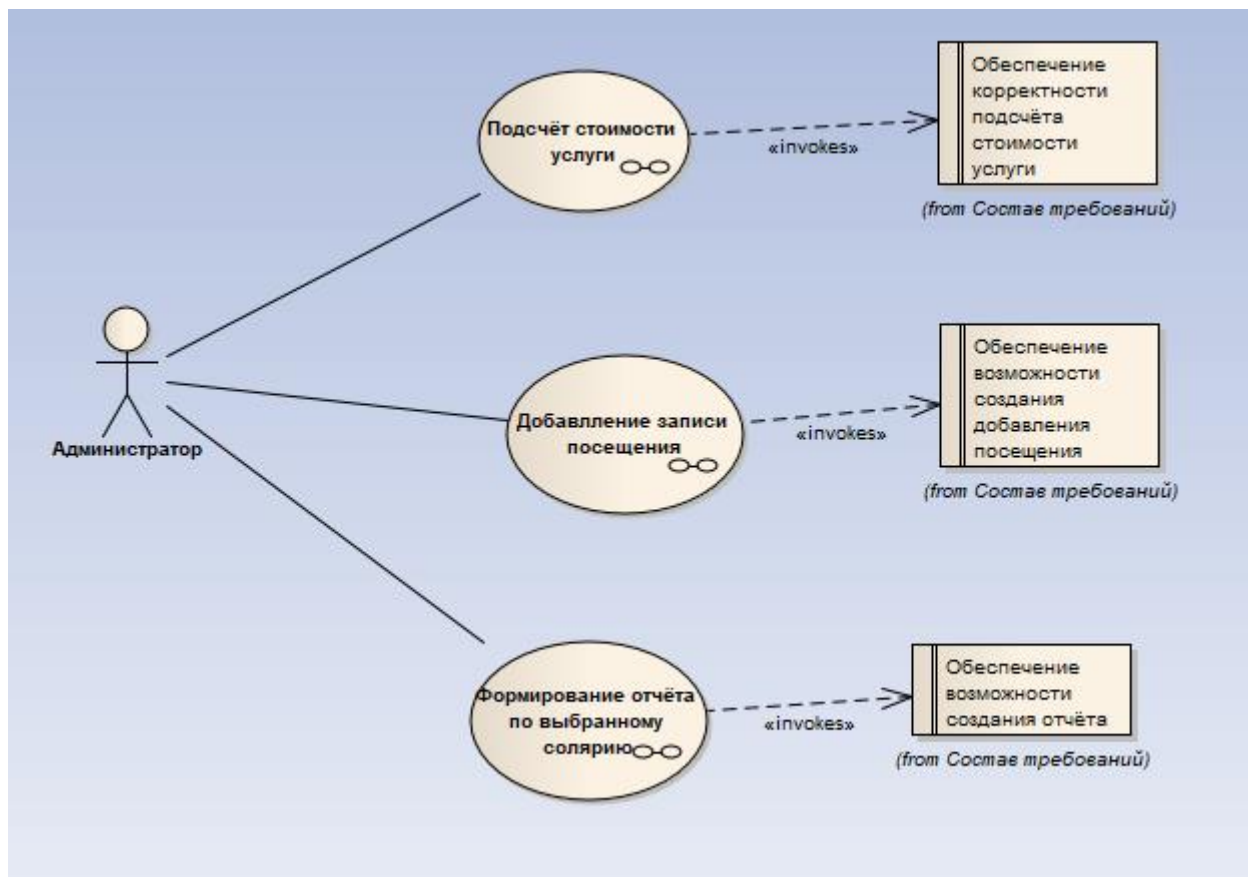 Подсчёт стоимости
услуги
«invokes»
Обеспечение
корректности
подсчёта
стоимости
услуги
(from Состав требований)
Администратор
Добавлление записи
посещения
«invokes»
Обеспечение
возможности
создания
добавления
посещения
(from Состав требований)
Формирование отчёта
по выбранному
солярию
«invokes»
Обеспечение
возможности
создания отчёта
(from Состав требований)